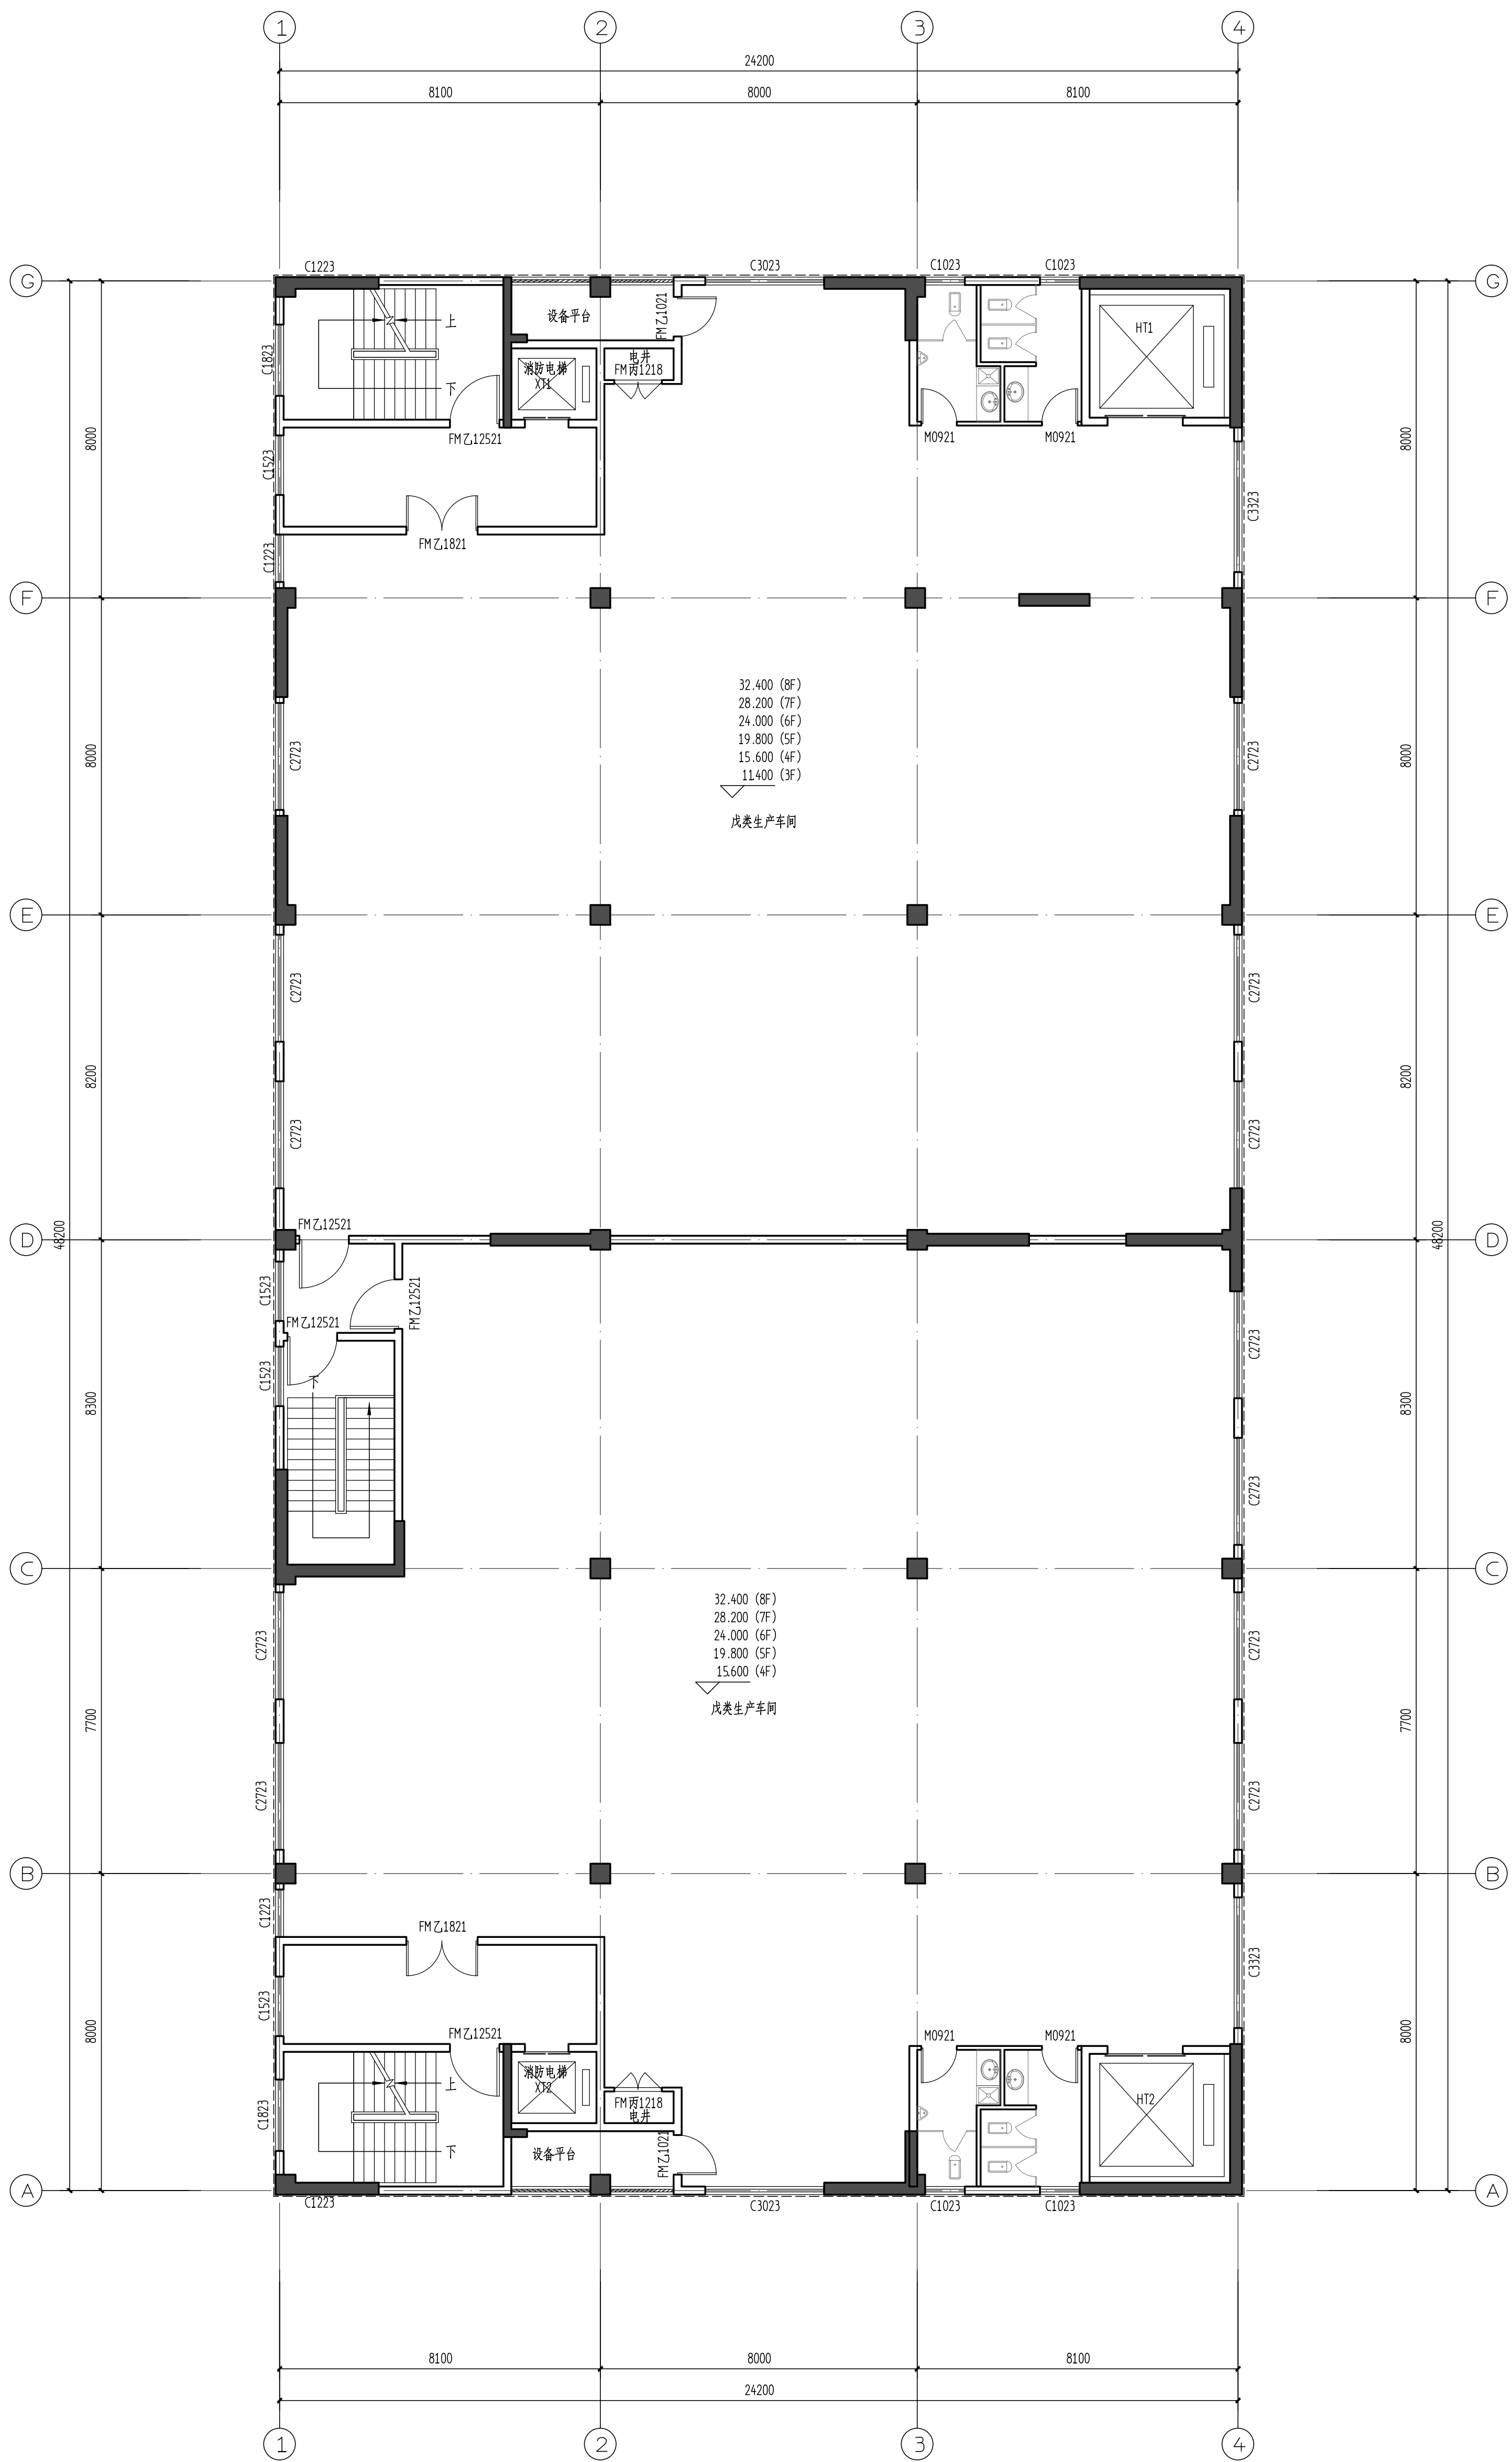 1 2 3 4
24200
8100 8000 8100
C1223 C3023 C1023 C1023
G G
设备平台
FM乙1021
上
HT1
C1823
消防电梯
XT1
电井
FM丙1218
下
8000 8000
FM乙12521
M0921 M0921
C1523
C3323
FM乙1821
C1223
F F
32.400 (8F)
28.200 (7F)
24.000 (6F)
19.800 (5F)
15.600 (4F)
11.400 (3F)
戊类生产车间
8000 C2723 C2723 8000
E E
C2723 C2723
8200 8200
C2723 C2723
FM乙12521
D D
48200 48200
C1523
FM乙12521
FM乙12521
C2723
C1523
下
8300 8300
C2723
C C
32.400 (8F)
28.200 (7F)
24.000 (6F)
19.800 (5F)
15.600 (4F)
戊类生产车间
C2723 C2723
7700 7700
C2723 C2723
B B
C1223
FM乙1821
C3323
C1523
FM乙12521
M0921 M0921
8000 8000
消防电梯
XT2
上
C1823
FM丙1218
电井
HT2
下
设备平台
FM乙1021
A A
C1223 C3023 C1023 C1023
8100 8000 8100
24200
1 2 3 4